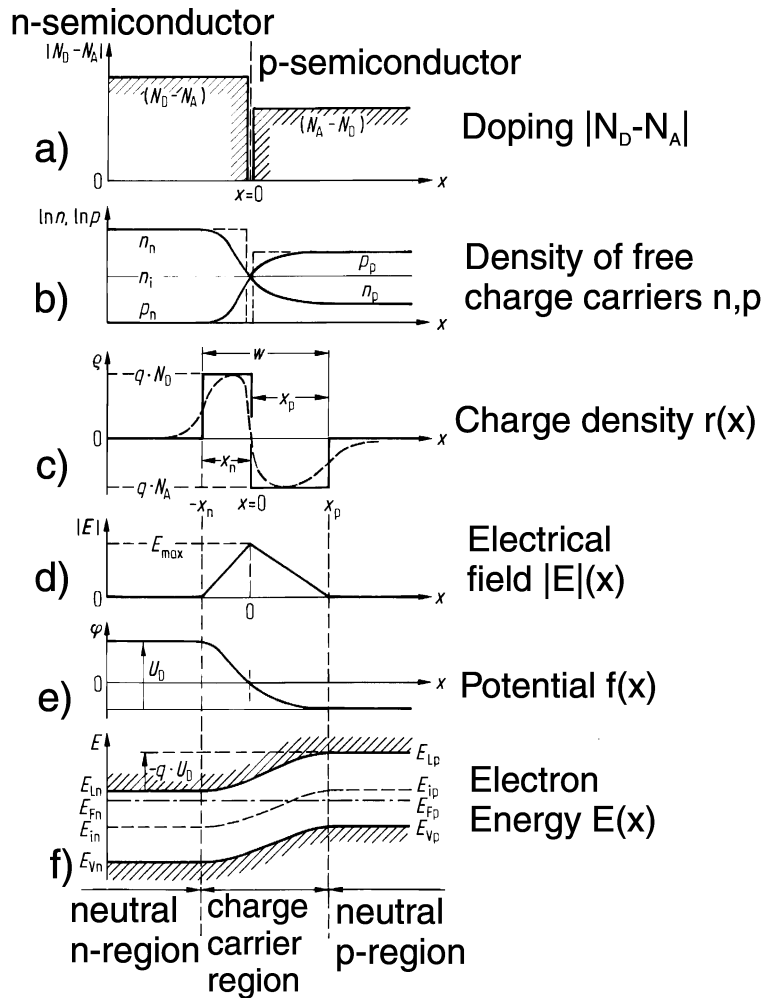 n-semiconductor
|N_D−N_A|
p-semiconductor
(N_D−N_A)
(N_A−N_D)
Doping |N_D-N_A|
a)
0
x=0
x
ln n, ln p
n_n
p_p
n_i
n_p
p_n
Density of free
charge carriers n,p
b)
x
ϱ
w
q·N_D
x_p
0
x
Charge density r(x)
c)
x_n
q·N_A
−x_n
x=0
x_p
|E|
E_max
Electrical
field |E|(x)
d)
0
0
x
φ
U_D
0
x
e)
Potential f(x)
E
E_Lp
−q·U_D
E_Ln
E_ip
E_Fn
E_Fp
E_in
E_Vp
E_Vn
Electron
Energy E(x)
f)
neutral
n-region
charge
carrier
region
neutral
p-region